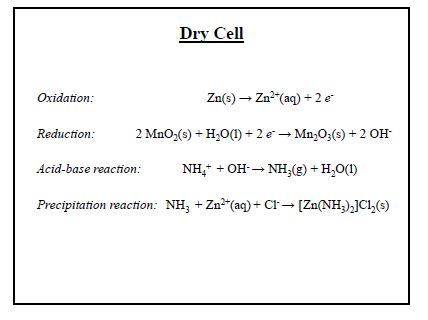 Dry Cell
Oxidation: Zn(s) → Zn²⁺(aq) + 2 e⁻
Reduction: 2 MnO₂(s) + H₂O(l) + 2 e⁻ → Mn₂O₃(s) + 2 OH⁻
Acid-base reaction: NH₄⁺ + OH⁻ → NH₃(g) + H₂O(l)
Precipitation reaction: NH₃ + Zn²⁺(aq) + Cl⁻ → [Zn(NH₃)₂]Cl₂(s)